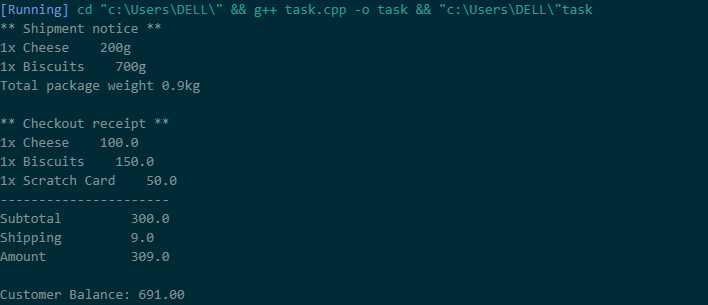 [Running] cd "c:\Users\DELL\" && g++ task.cpp -o task && "c:\Users\DELL\"task
** Shipment notice **
1x Cheese    200g
1x Biscuits    700g
Total package weight 0.9kg
** Checkout receipt **
1x Cheese    100.0
1x Biscuits    150.0
1x Scratch Card    50.0
----------------------
Subtotal         300.0
Shipping         9.0
Amount           309.0
Customer Balance: 691.00